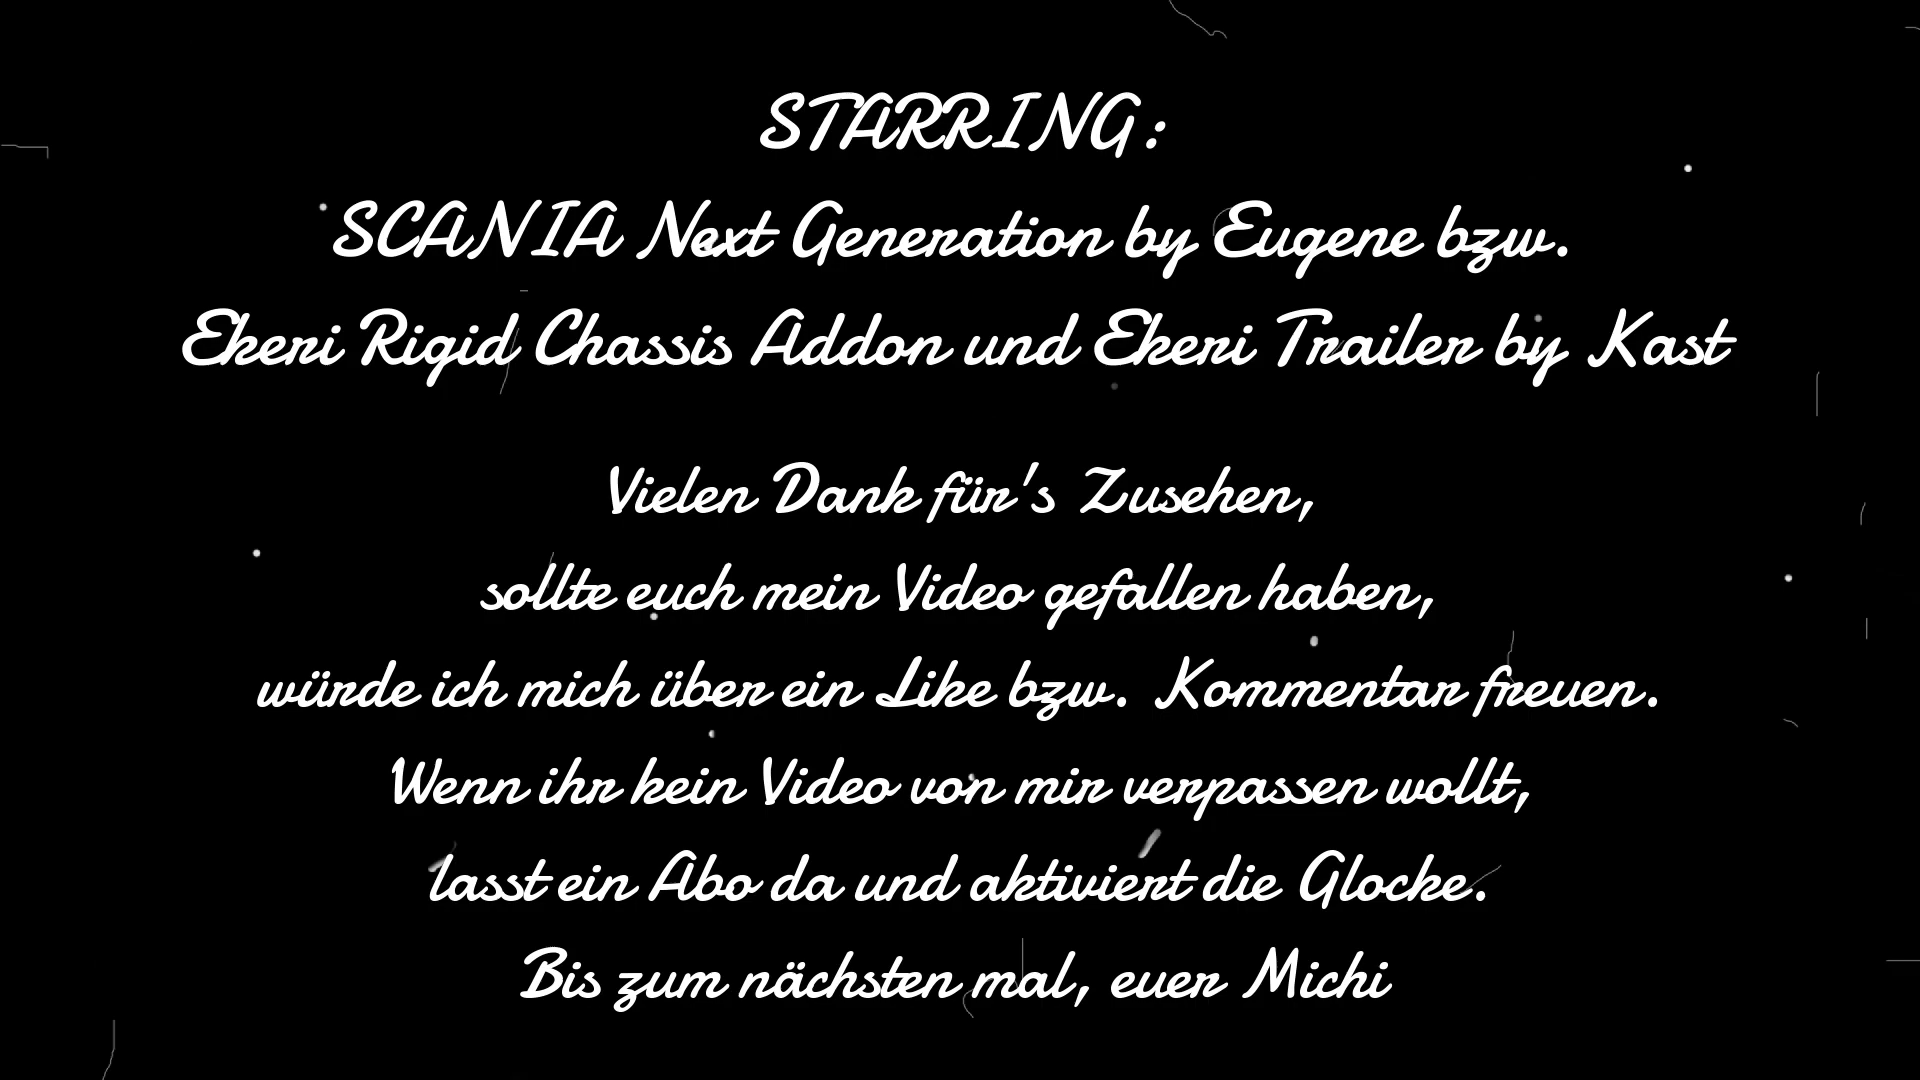 STARRING:
SCANIA Next Generation by Eugene bzw.
Ekeri Rigid Chassis Addon und Ekeri Trailer by Kast
Vielen Dank für's Zusehen,
sollte euch mein Video gefallen haben,
würde ich mich über ein Like bzw. Kommentar freuen.
Wenn ihr kein Video von mir verpassen wollt,
lasst ein Abo da und aktiviert die Glocke.
Bis zum nächsten mal, euer Michi